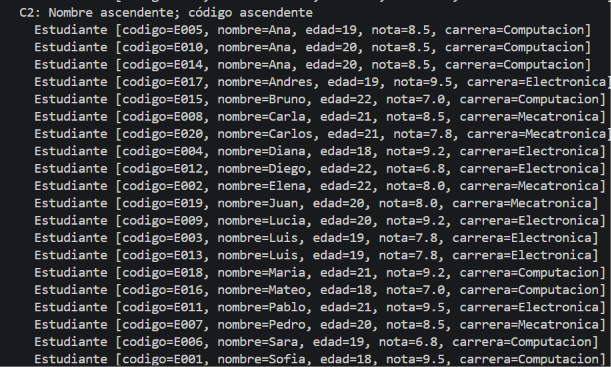 C2: Nombre ascendente; código ascendente
Estudiante [codigo=E005, nombre=Ana, edad=19, nota=8.5, carrera=Computacion]
Estudiante [codigo=E010, nombre=Ana, edad=20, nota=8.5, carrera=Computacion]
Estudiante [codigo=E014, nombre=Ana, edad=20, nota=8.5, carrera=Computacion]
Estudiante [codigo=E017, nombre=Andres, edad=19, nota=9.5, carrera=Electronica]
Estudiante [codigo=E015, nombre=Bruno, edad=22, nota=7.0, carrera=Computacion]
Estudiante [codigo=E008, nombre=Carla, edad=21, nota=8.5, carrera=Mecatronica]
Estudiante [codigo=E020, nombre=Carlos, edad=21, nota=7.8, carrera=Mecatronica]
Estudiante [codigo=E004, nombre=Diana, edad=18, nota=9.2, carrera=Electronica]
Estudiante [codigo=E012, nombre=Diego, edad=22, nota=6.8, carrera=Electronica]
Estudiante [codigo=E002, nombre=Elena, edad=22, nota=8.0, carrera=Mecatronica]
Estudiante [codigo=E019, nombre=Juan, edad=20, nota=8.0, carrera=Mecatronica]
Estudiante [codigo=E009, nombre=Lucia, edad=20, nota=9.2, carrera=Electronica]
Estudiante [codigo=E003, nombre=Luis, edad=19, nota=7.8, carrera=Electronica]
Estudiante [codigo=E013, nombre=Luis, edad=19, nota=7.8, carrera=Electronica]
Estudiante [codigo=E018, nombre=Maria, edad=21, nota=9.2, carrera=Computacion]
Estudiante [codigo=E016, nombre=Mateo, edad=18, nota=7.0, carrera=Computacion]
Estudiante [codigo=E011, nombre=Pablo, edad=21, nota=9.5, carrera=Electronica]
Estudiante [codigo=E007, nombre=Pedro, edad=20, nota=8.5, carrera=Mecatronica]
Estudiante [codigo=E006, nombre=Sara, edad=19, nota=6.8, carrera=Computacion]
Estudiante [codigo=E001, nombre=Sofia, edad=18, nota=9.5, carrera=Computacion]